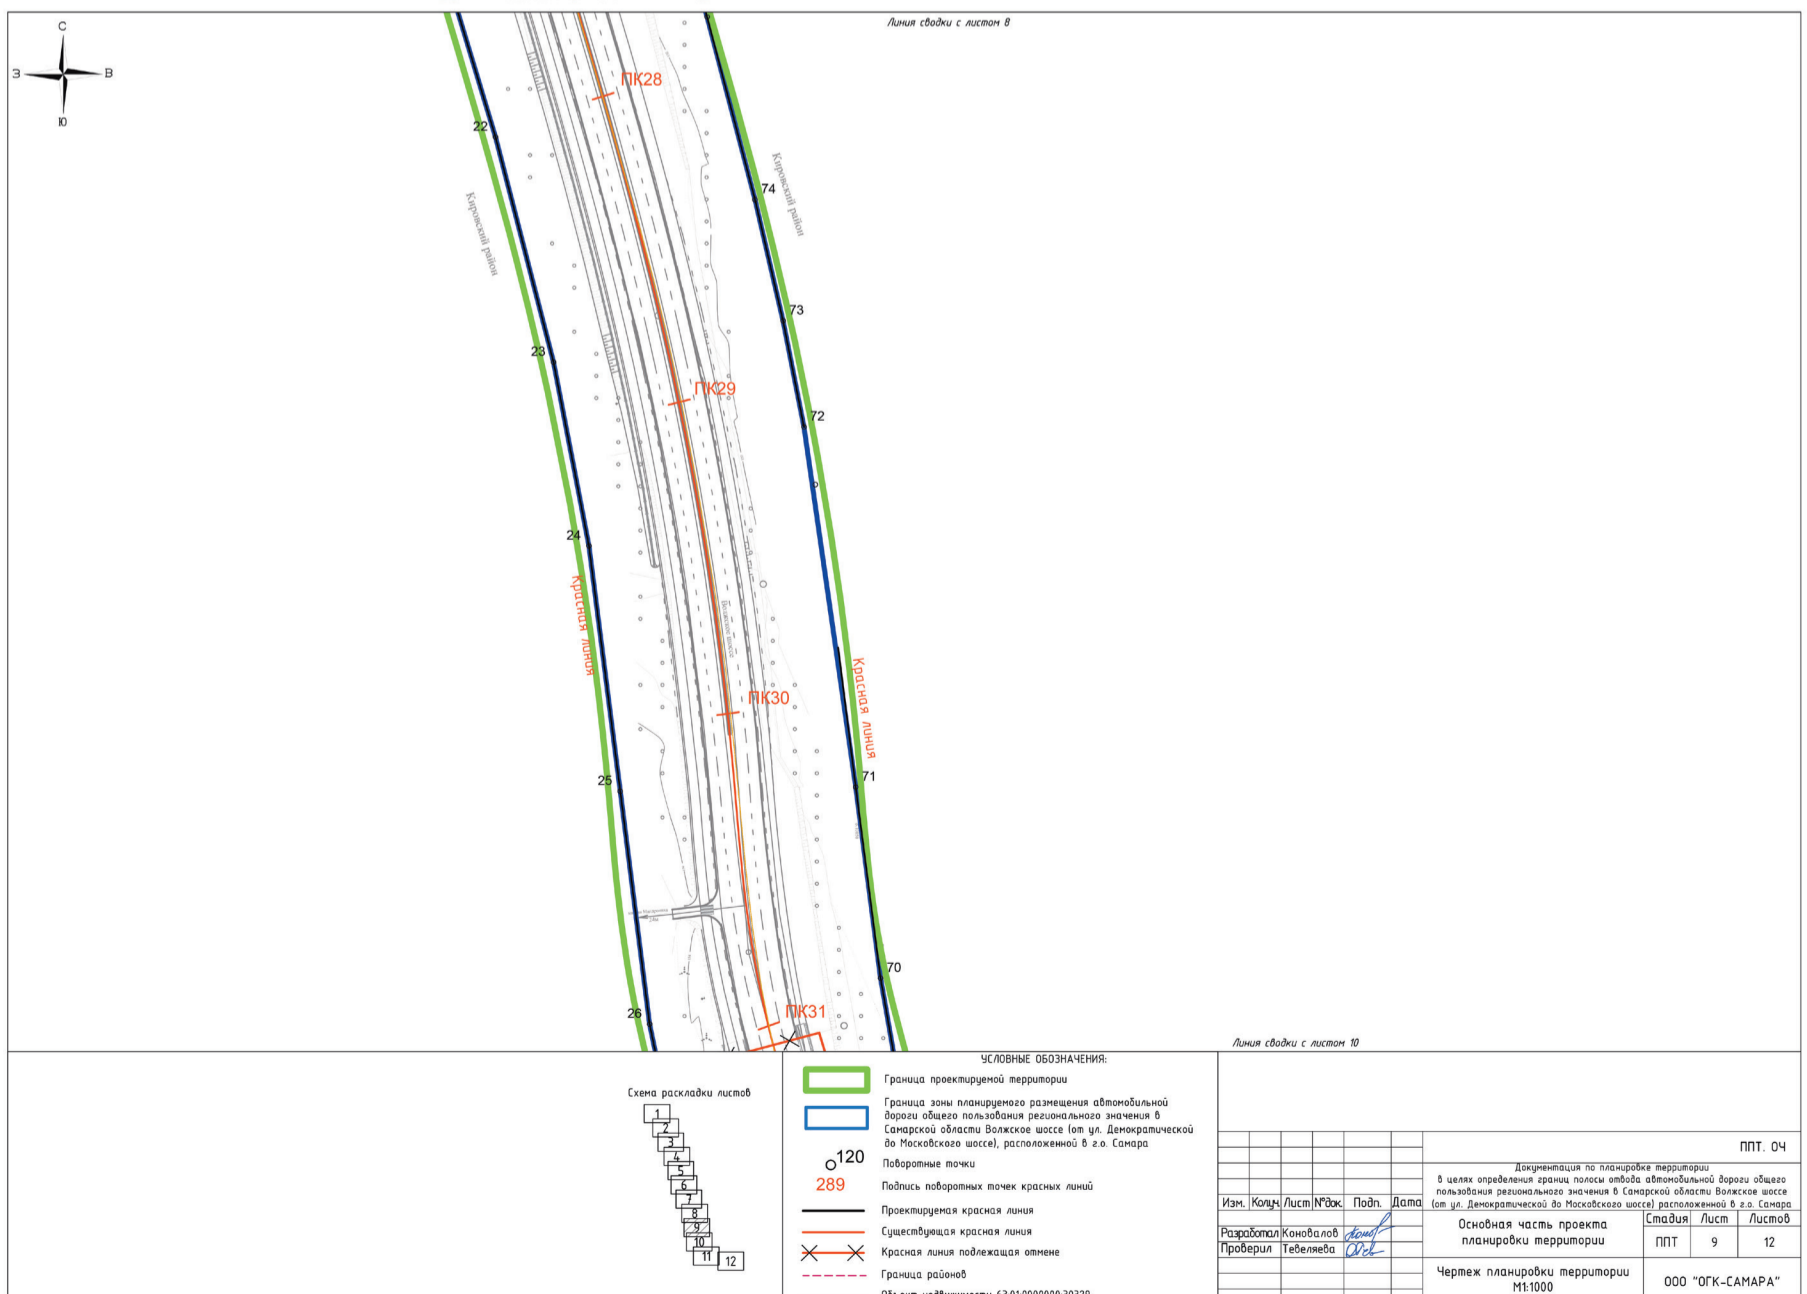 Линия сводки с листом 8
С
З
В
Ю
ПК28
22
74
Кировский район
Кировский район
73
23
ПК29
72
24
Красная линия
Волжское шоссе
Красная линия
ПК30
71
25
70
26
ПК31
Линия сводки с листом 10
Схема раскладки листов
1
2
3
4
5
6
7
8
9
10
11
12
УСЛОВНЫЕ ОБОЗНАЧЕНИЯ:
Граница проектируемой территории
Граница зоны планируемого размещения автомобильной
дороги общего пользования регионального значения в
Самарской области Волжское шоссе (от ул. Демократической
до Московского шоссе), расположенной в г.о. Самара
120
Поворотные точки
289
Подпись поворотных точек красных линий
Проектируемая красная линия
Существующая красная линия
Красная линия подлежащая отмене
Граница районов
ППТ. 04
Документация по планировке территории
в целях определения границ полосы отвода автомобильной дороги общего
пользования регионального значения в Самарской области Волжское шоссе
(от ул. Демократической до Московского шоссе) расположенной в г.о. Самара
Изм. Колуч Лист N°док. Подп. Дата
Разработал Коновалов
Проверил Тевеляева
Основная часть проекта
планировки территории
Стадия Лист Листов
ППТ 9 12
Чертеж планировки территории
М1:1000
ООО "ОГК-САМАРА"